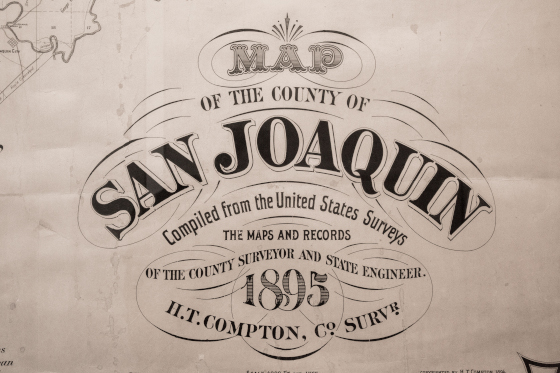 MAP
OF THE COUNTY OF
SAN JOAQUIN
Compiled from the United States Surveys
THE MAPS AND RECORDS
OF THE COUNTY SURVEYOR AND STATE ENGINEER.
1895
H.T. COMPTON, Co SURVR